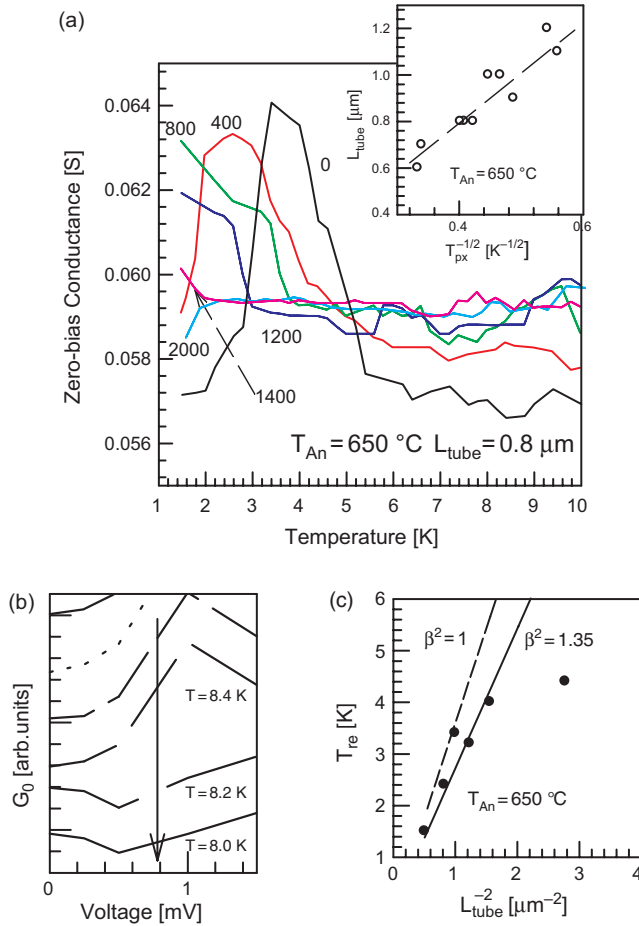 (a)
L_tube [μm]
1.2
1.0
0.8
0.6
0.4
0.4
0.6
T_An = 650 °C
T_px^{-1/2} [K^{-1/2}]
Zero-bias Conductance [S]
0.064
0.062
0.060
0.058
0.056
800
400
0
2000
1200
1400
T_An = 650 °C L_tube = 0.8 μm
1 2 3 4 5 6 7 8 9 10
Temperature [K]
(b)
G_0 [arb.units]
T = 8.4 K
T = 8.2 K
T = 8.0 K
0 1
Voltage [mV]
(c)
T_re [K]
6
5
4
3
2
1
β² = 1
β² = 1.35
T_An = 650 °C
0 1 2 3 4
L_tube^{-2} [μm^{-2}]